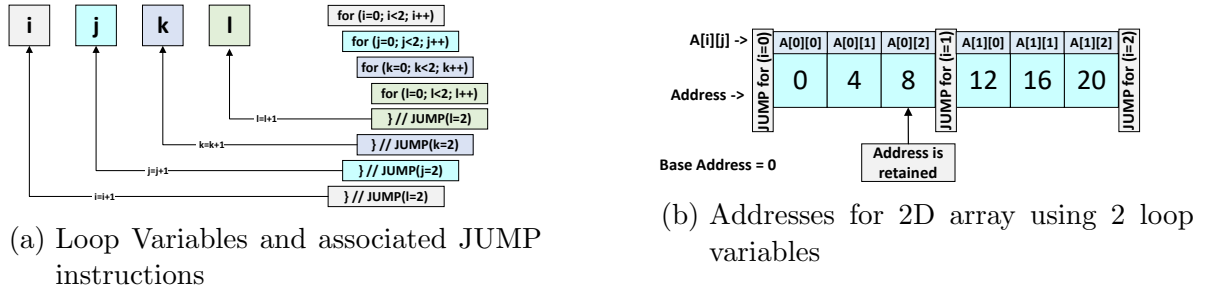 i j k l
for (i=0; i<2; i++)
for (j=0; j<2; j++)
for (k=0; k<2; k++)
for (l=0; l<2; l++)
l=l+1
} // JUMP(l=2)
k=k+1
} // JUMP(k=2)
j=j+1
} // JUMP(j=2)
i=i+1
} // JUMP(l=2)
(a) Loop Variables and associated JUMP
instructions
A[i][j] ->
JUMP for (i=0)
A[0][0] A[0][1] A[0][2]
JUMP for (i=1)
A[1][0] A[1][1] A[1][2]
JUMP for (i=2)
Address ->
0 4 8 12 16 20
Base Address = 0
Address is
retained
(b) Addresses for 2D array using 2 loop
variables